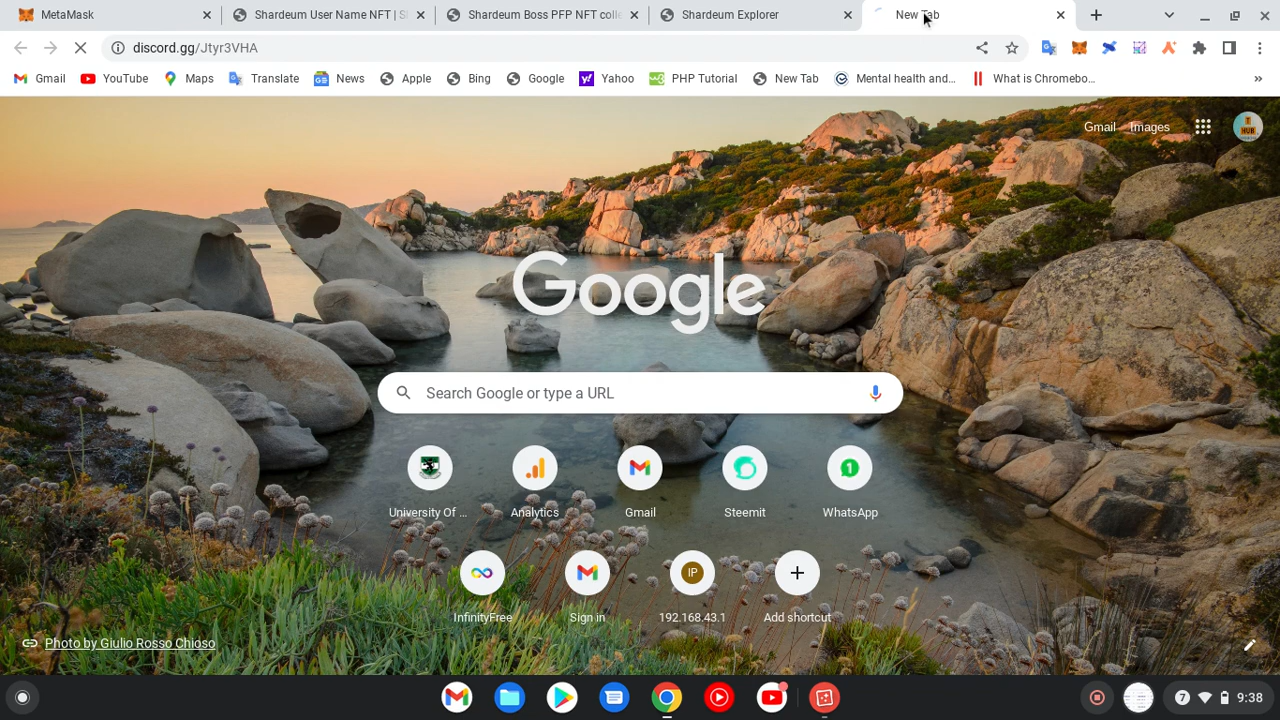 MetaMask
Shardeum User Name NFT | S
Shardeum Boss PFP NFT colle
Shardeum Explorer
New Tab
discord.gg/Jtyr3VHA
Gmail
YouTube
Maps
Translate
News
Apple
Bing
Google
Yahoo
PHP Tutorial
New Tab
Mental health and...
What is Chromebo...
Gmail
Images
HUB
Google
Search Google or type a URL
University Of ...
Analytics
Gmail
Steemit
WhatsApp
InfinityFree
Sign in
IP
192.168.43.1
Add shortcut
Photo by Giulio Rosso Chioso
7
9:38